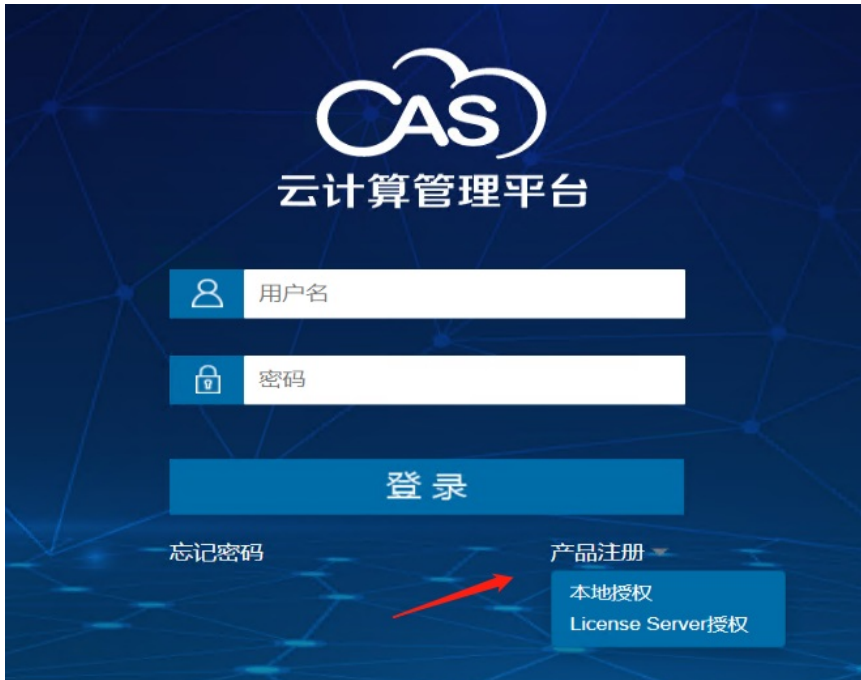 CAS
云计算管理平台
用户名
密码
登录
忘记密码
产品注册
本地授权
License Server授权